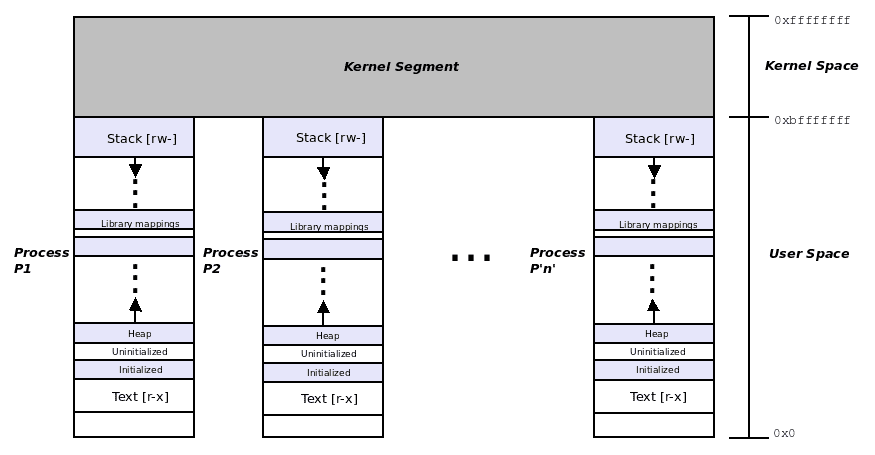 0xffffffff
Kernel Segment
Kernel Space
0xbfffffff
Stack [rw-]
Stack [rw-]
Stack [rw-]
Library mappings
Library mappings
Library mappings
Process
P1
Process
P2
...
Process
P'n'
User Space
Heap
Heap
Heap
Uninitialized
Uninitialized
Uninitialized
Initialized
Initialized
Initialized
Text [r-x]
Text [r-x]
Text [r-x]
0x0